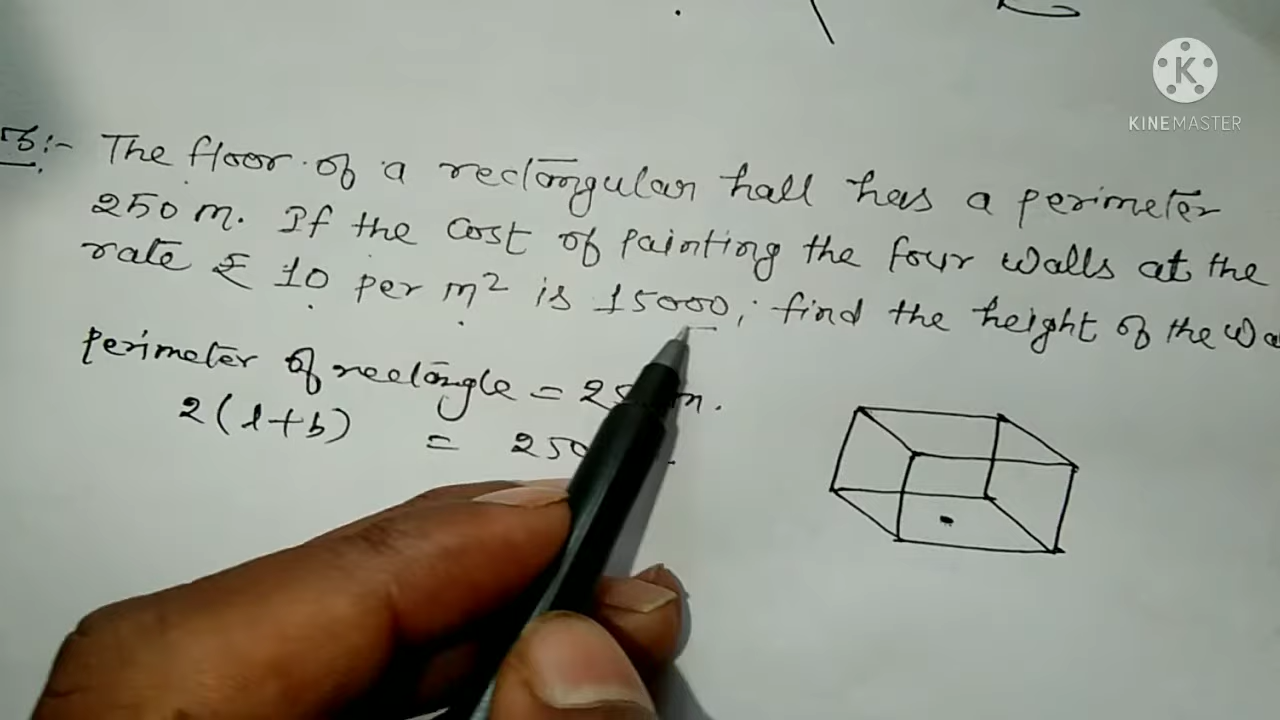 KINEMASTER
The floor of a rectangular hall has a perimeter
250 m. If the cost of painting the four walls at the
rate ₹ 10 per m² is 15000, find the height of the
perimeter of rectangle =
2(l+b) = 250